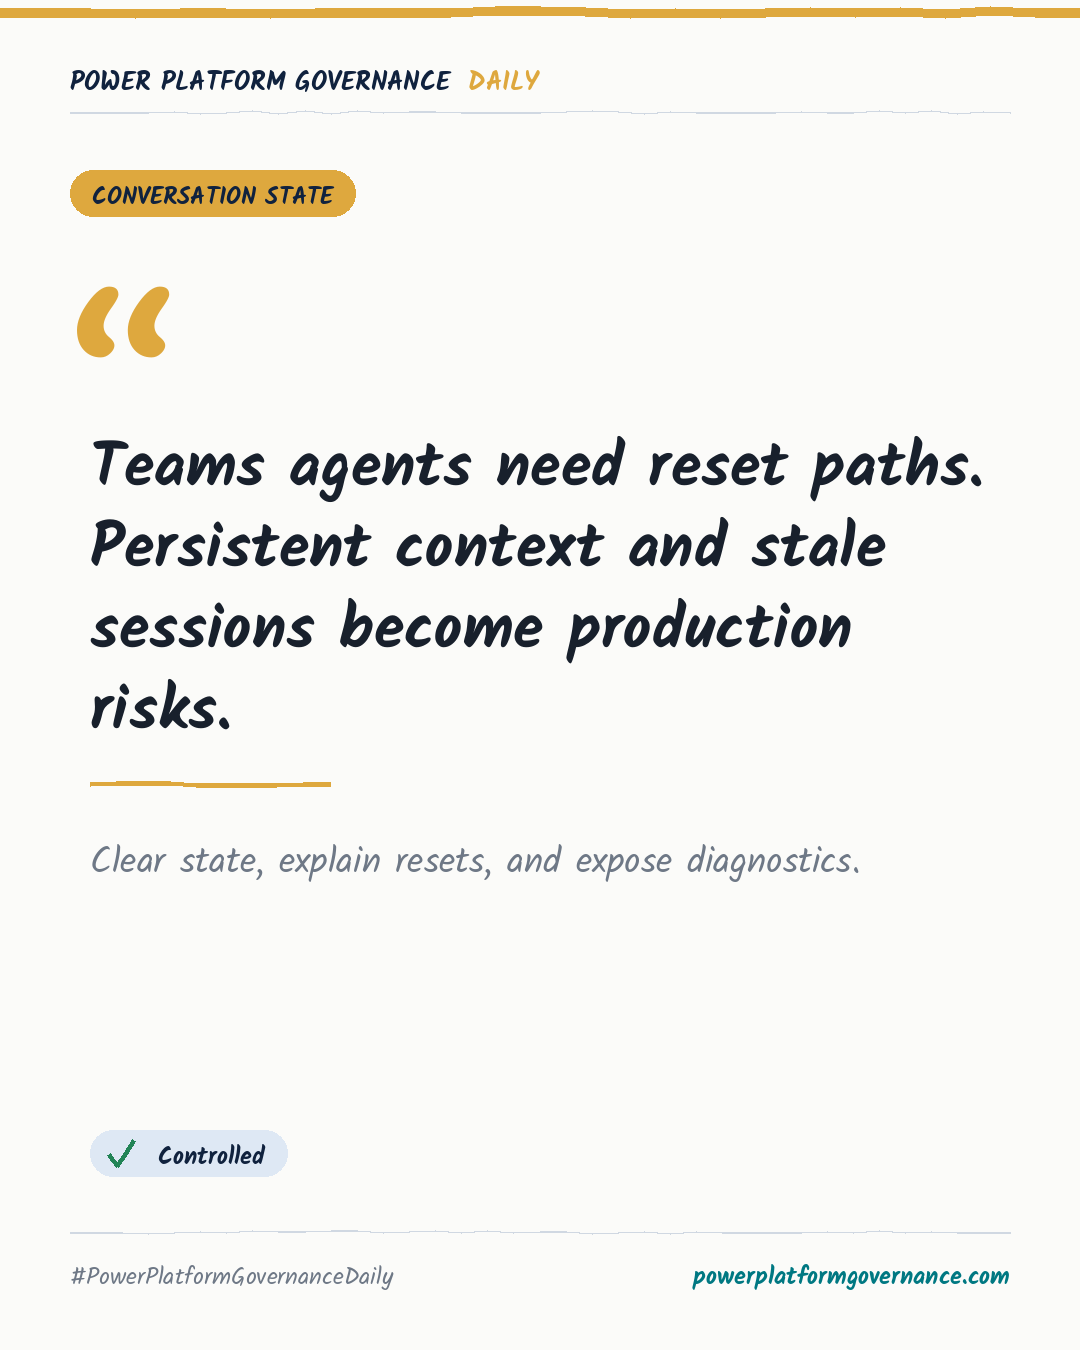 POWER PLATFORM GOVERNANCE DAILY
CONVERSATION STATE
“
Teams agents need reset paths.
Persistent context and stale
sessions become production
risks.
Clear state, explain resets, and expose diagnostics.
✓ Controlled
#PowerPlatformGovernanceDaily
powerplatformgovernance.com